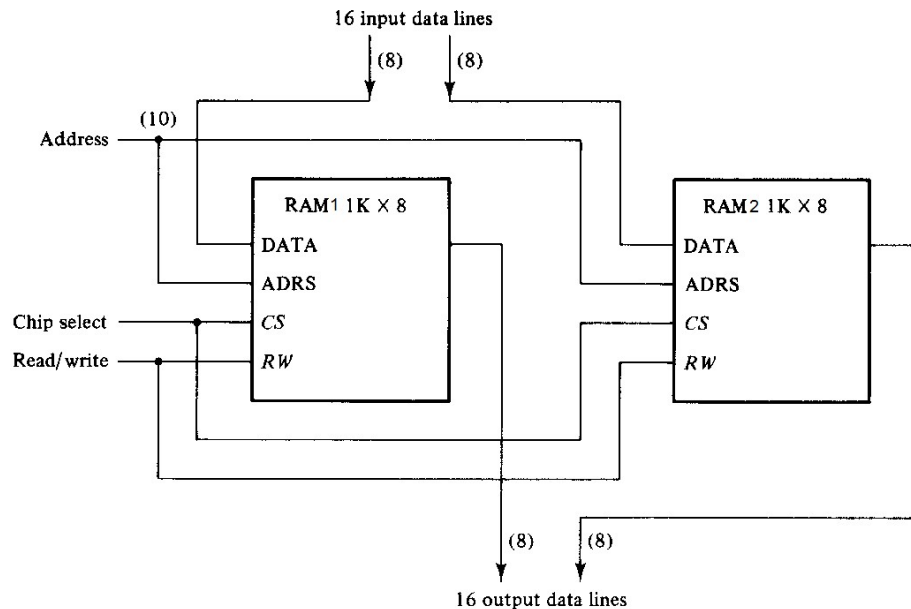 16 input data lines
(8)
(8)
(10)
Address
RAM1 1K × 8
DATA
ADRS
CS
RW
RAM2 1K × 8
DATA
ADRS
CS
RW
Chip select
Read/write
(8)
(8)
16 output data lines